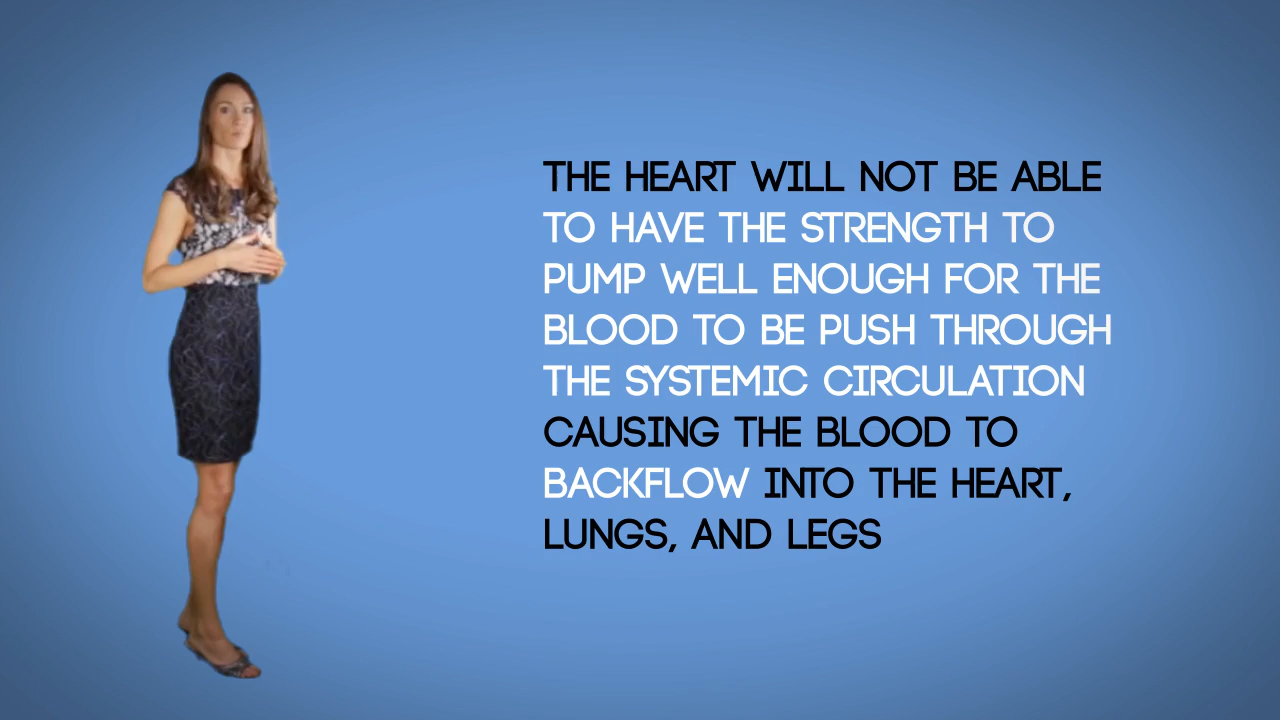 THE HEART WILL NOT BE ABLE
TO HAVE THE STRENGTH TO
PUMP WELL ENOUGH FOR THE
BLOOD TO BE PUSH THROUGH
THE SYSTEMIC CIRCULATION
CAUSING THE BLOOD TO
BACKFLOW INTO THE HEART,
LUNGS, AND LEGS